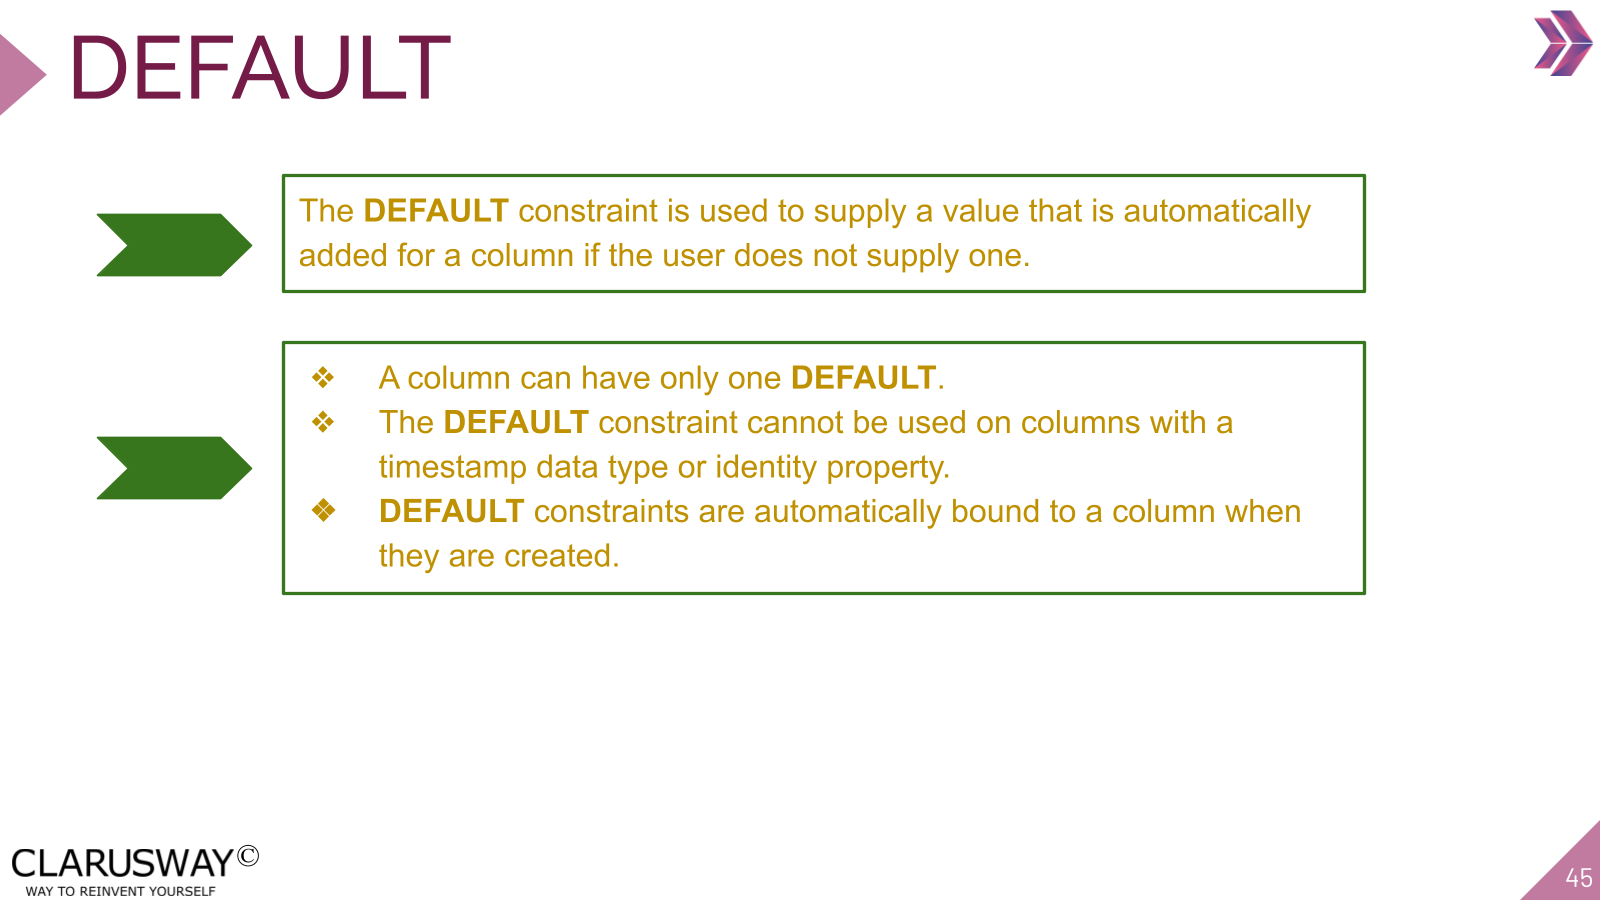 DEFAULT
The DEFAULT constraint is used to supply a value that is automatically
added for a column if the user does not supply one.
❖ A column can have only one DEFAULT.
❖ The DEFAULT constraint cannot be used on columns with a
timestamp data type or identity property.
❖ DEFAULT constraints are automatically bound to a column when
they are created.
CLARUSWAY©
WAY TO REINVENT YOURSELF
45